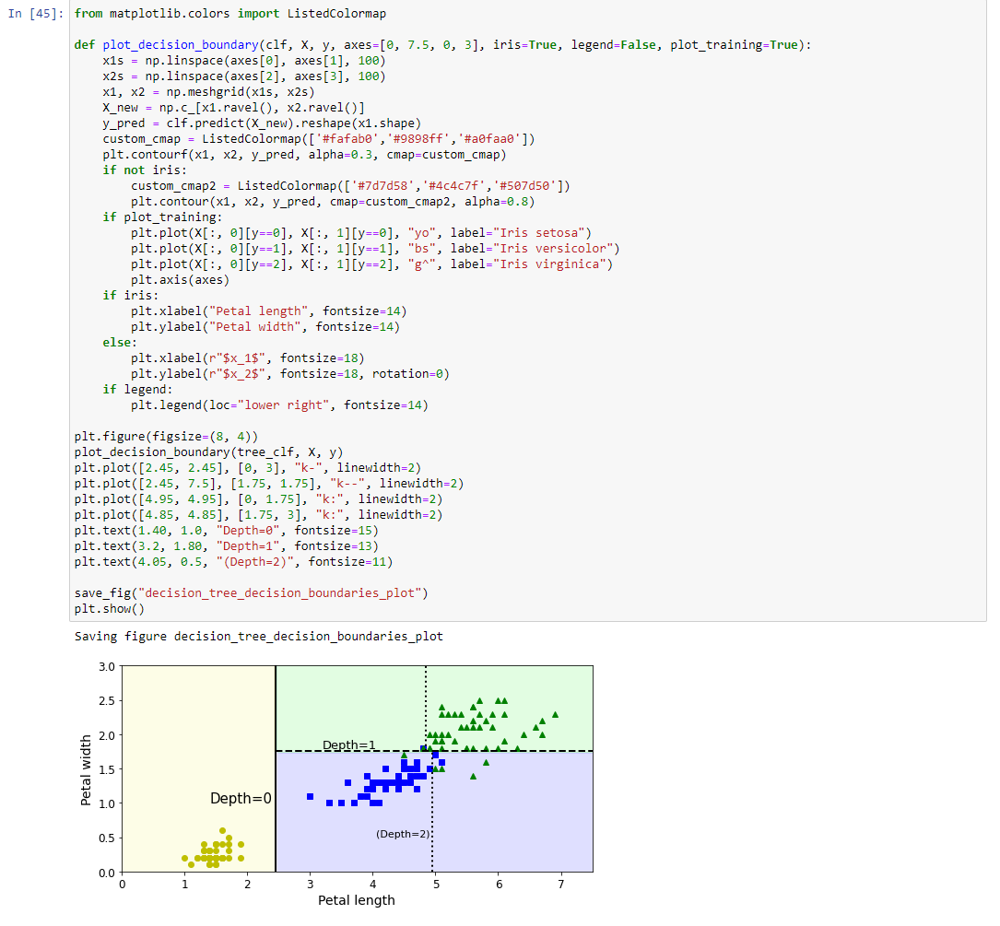 In [45]:
from matplotlib.colors import ListedColormap
def plot_decision_boundary(clf, X, y, axes=[0, 7.5, 0, 3], iris=True, legend=False, plot_training=True):
    x1s = np.linspace(axes[0], axes[1], 100)
    x2s = np.linspace(axes[2], axes[3], 100)
    x1, x2 = np.meshgrid(x1s, x2s)
    X_new = np.c_[x1.ravel(), x2.ravel()]
    y_pred = clf.predict(X_new).reshape(x1.shape)
    custom_cmap = ListedColormap(['#fafab0','#9898ff','#a0faa0'])
    plt.contourf(x1, x2, y_pred, alpha=0.3, cmap=custom_cmap)
    if not iris:
        custom_cmap2 = ListedColormap(['#7d7d58','#4c4c7f','#507d50'])
        plt.contour(x1, x2, y_pred, cmap=custom_cmap2, alpha=0.8)
    if plot_training:
        plt.plot(X[:, 0][y==0], X[:, 1][y==0], "yo", label="Iris setosa")
        plt.plot(X[:, 0][y==1], X[:, 1][y==1], "bs", label="Iris versicolor")
        plt.plot(X[:, 0][y==2], X[:, 1][y==2], "g^", label="Iris virginica")
        plt.axis(axes)
    if iris:
        plt.xlabel("Petal length", fontsize=14)
        plt.ylabel("Petal width", fontsize=14)
    else:
        plt.xlabel(r"$x_1$", fontsize=18)
        plt.ylabel(r"$x_2$", fontsize=18, rotation=0)
    if legend:
        plt.legend(loc="lower right", fontsize=14)
plt.figure(figsize=(8, 4))
plot_decision_boundary(tree_clf, X, y)
plt.plot([2.45, 2.45], [0, 3], "k-", linewidth=2)
plt.plot([2.45, 7.5], [1.75, 1.75], "k--", linewidth=2)
plt.plot([4.95, 4.95], [0, 1.75], "k:", linewidth=2)
plt.plot([4.85, 4.85], [1.75, 3], "k:", linewidth=2)
plt.text(1.40, 1.0, "Depth=0", fontsize=15)
plt.text(3.2, 1.80, "Depth=1", fontsize=13)
plt.text(4.05, 0.5, "(Depth=2)", fontsize=11)
save_fig("decision_tree_decision_boundaries_plot")
plt.show()
Saving figure decision_tree_decision_boundaries_plot
3.0
2.5
2.0
1.5
1.0
0.5
0.0
Petal width
Depth=1
Depth=0
(Depth=2)
0 1 2 3 4 5 6 7
Petal length